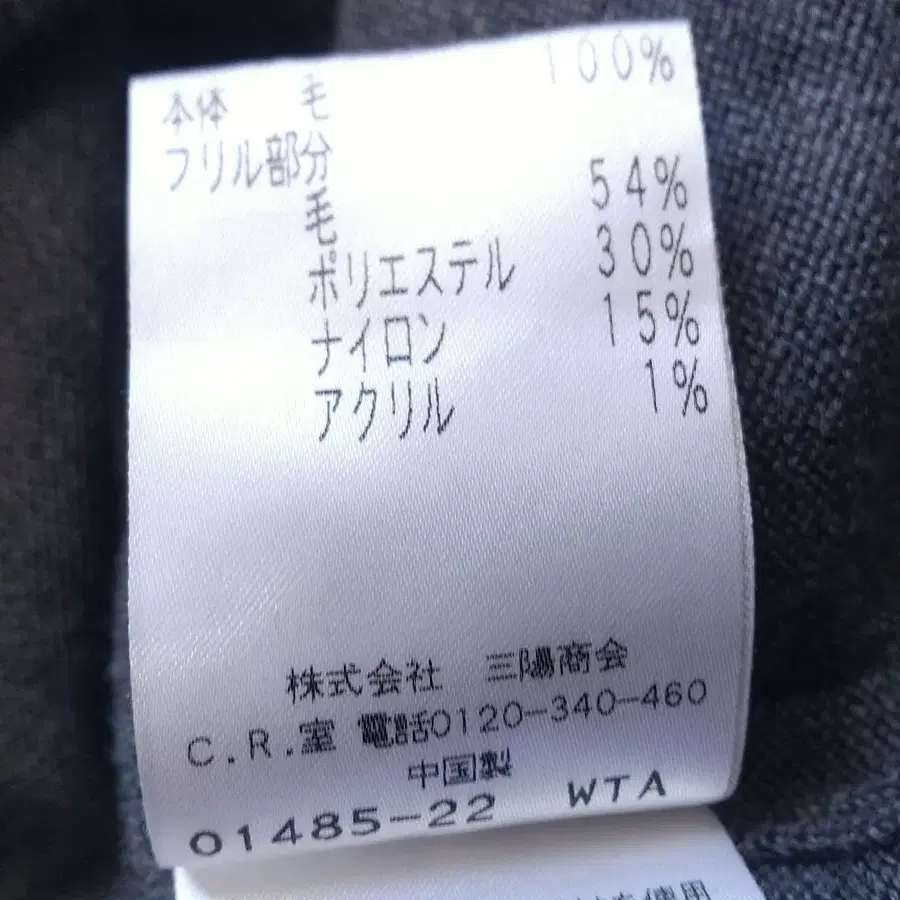 本体 毛 100%
フリル部分
毛 54%
ポリエステル 30%
ナイロン 15%
アクリル 1%
株式会社 三陽商会
C.R.室 電話0120-340-460
中国製
01485-22 WTA
使用